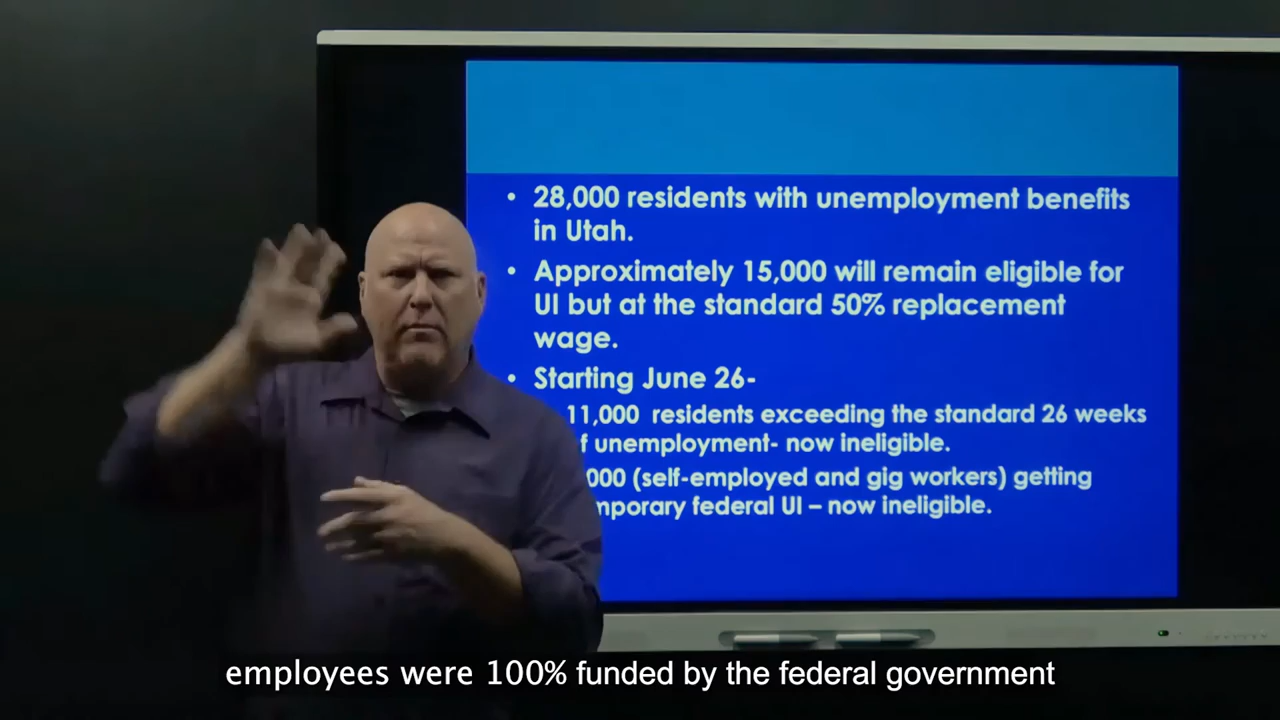 • 28,000 residents with unemployment benefits
in Utah.
• Approximately 15,000 will remain eligible for
UI but at the standard 50% replacement
wage.
• Starting June 26-
11,000 residents exceeding the standard 26 weeks
f unemployment- now ineligible.
000 (self-employed and gig workers) getting
mporary federal UI – now ineligible.
employees were 100% funded by the federal government